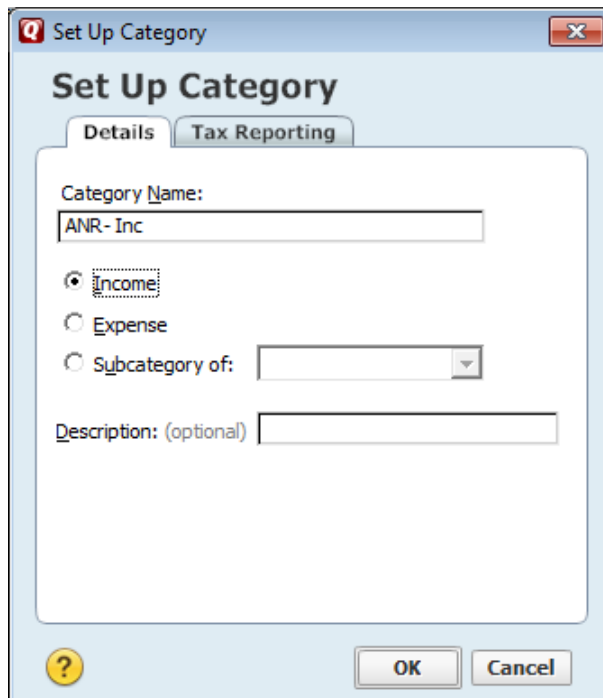 Set Up Category
Set Up Category
Details Tax Reporting
Category Name:
ANR- Inc
Income
Expense
Subcategory of:
Description: (optional)
? OK Cancel